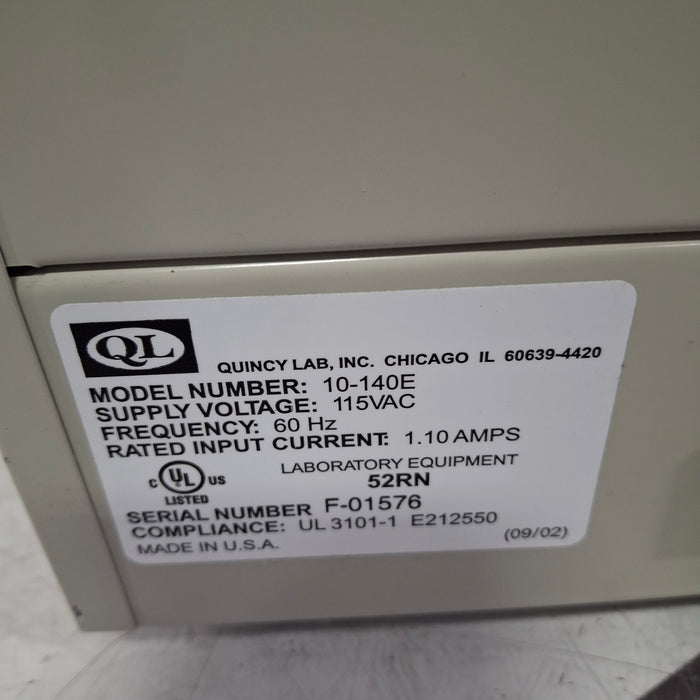 QL
QUINCY LAB, INC. CHICAGO IL 60639-4420
MODEL NUMBER: 10-140E
SUPPLY VOLTAGE: 115VAC
FREQUENCY: 60 Hz
RATED INPUT CURRENT: 1.10 AMPS
LABORATORY EQUIPMENT
C UL US
52RN
LISTED
SERIAL NUMBER F-01576
COMPLIANCE: UL 3101-1 E212550
MADE IN U.S.A. (09/02)